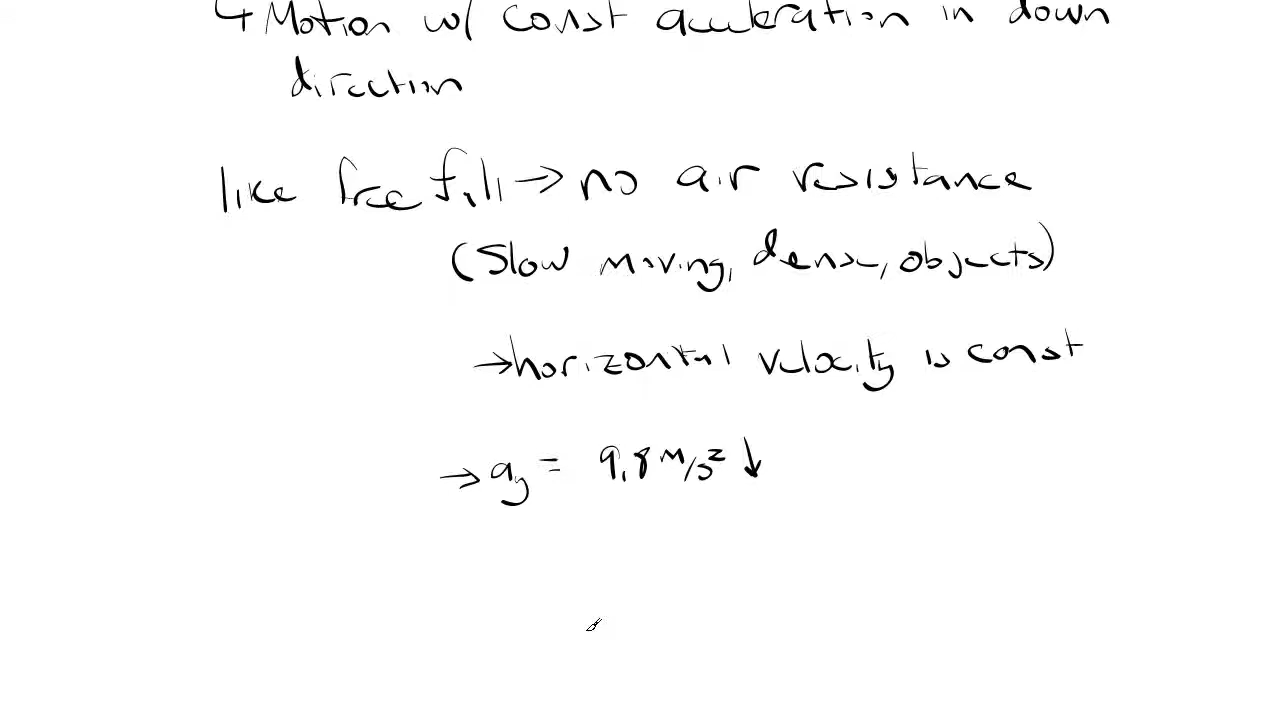 ↳ Motion w/ const acceleration in down
direction
like free fall → no air resistance
(Slow moving, dense, objects)
→ horizontal velocity is const
→ ay = 9.8 m/s² ↓